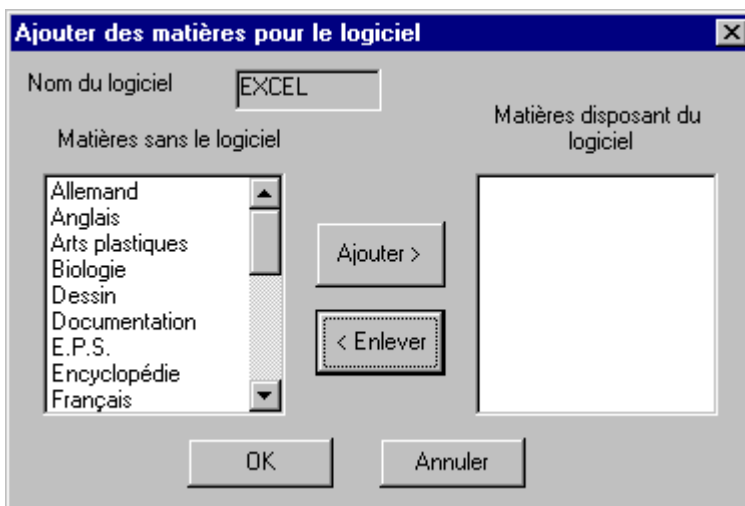 Ajouter des matières pour le logiciel
Nom du logiciel
EXCEL
Matières sans le logiciel
Matières disposant du
logiciel
Allemand
Anglais
Arts plastiques
Biologie
Dessin
Documentation
E.P.S.
Encyclopédie
Français
Ajouter >
< Enlever
OK
Annuler